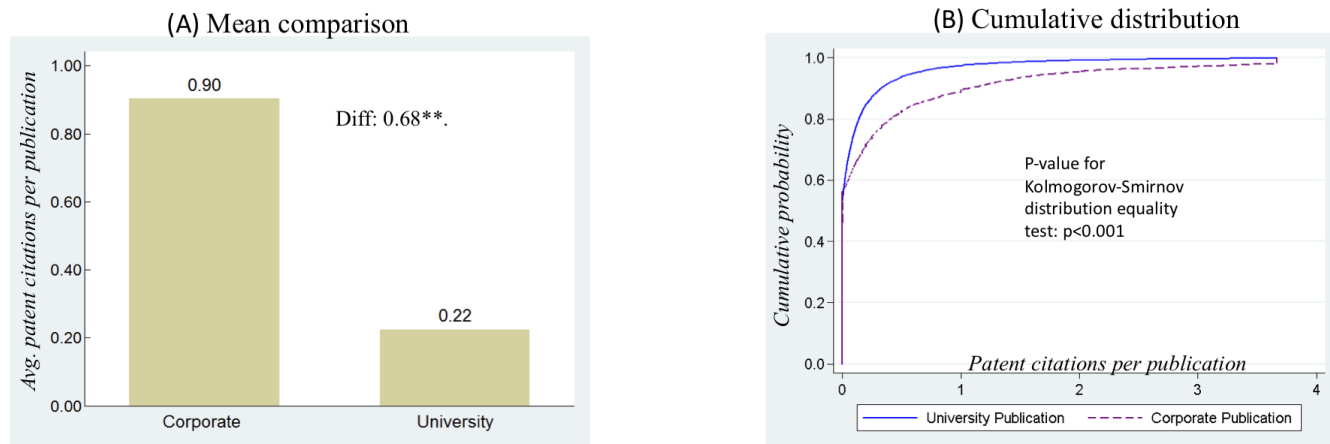 (A) Mean comparison
Avg. patent citations per publication
1.00
0.80
0.60
0.40
0.20
0.00
0.90
Diff: 0.68**.
0.22
Corporate
University
(B) Cumulative distribution
Cumulative probability
1.0
0.8
0.6
0.4
0.2
0.0
P-value for
Kolmogorov-Smirnov
distribution equality
test: p<0.001
Patent citations per publication
0
1
2
3
4
University Publication
Corporate Publication